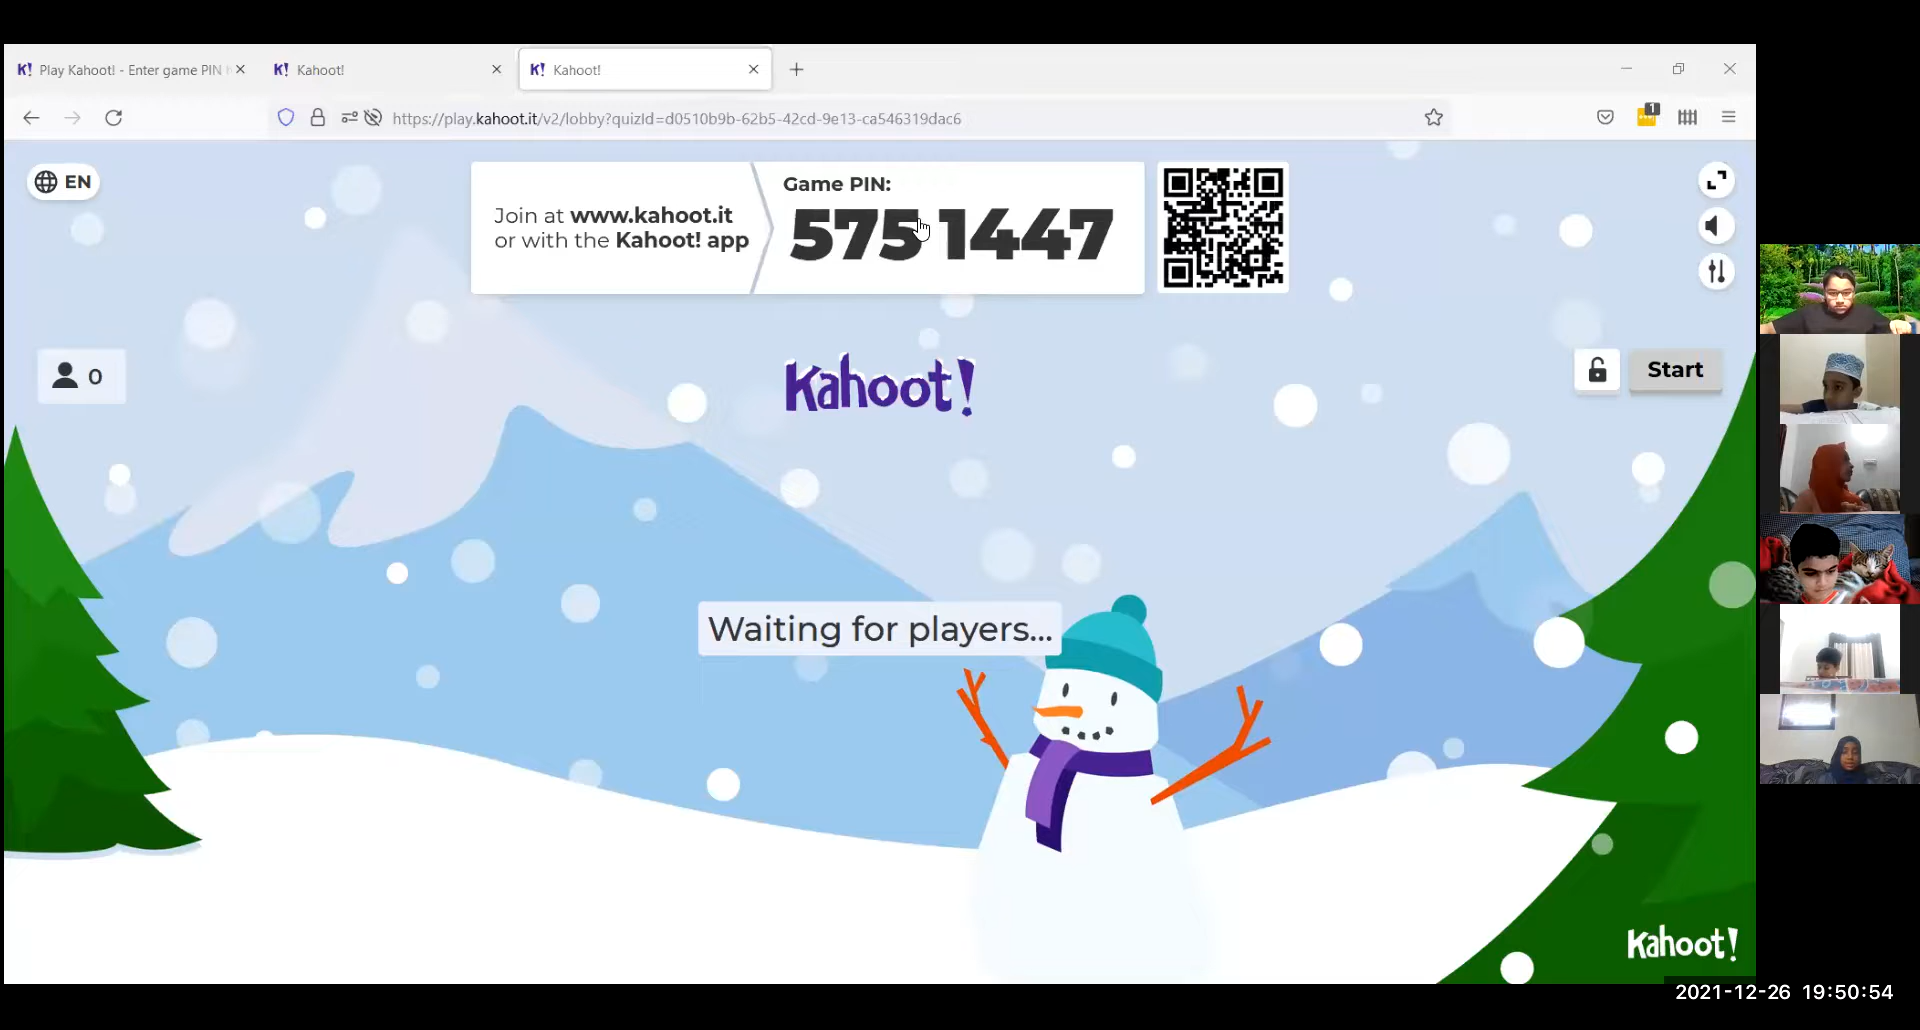 Play Kahoot! - Enter game PIN
Kahoot!
Kahoot!
https://play.kahoot.it/v2/lobby?quizId=d0510b9b-62b5-42cd-9e13-ca546319dac6
1
EN
Join at www.kahoot.it
or with the Kahoot! app
Game PIN:
575 1447
0
Kahoot!
Start
Waiting for players...
Kahoot!
2021-12-26 19:50:54